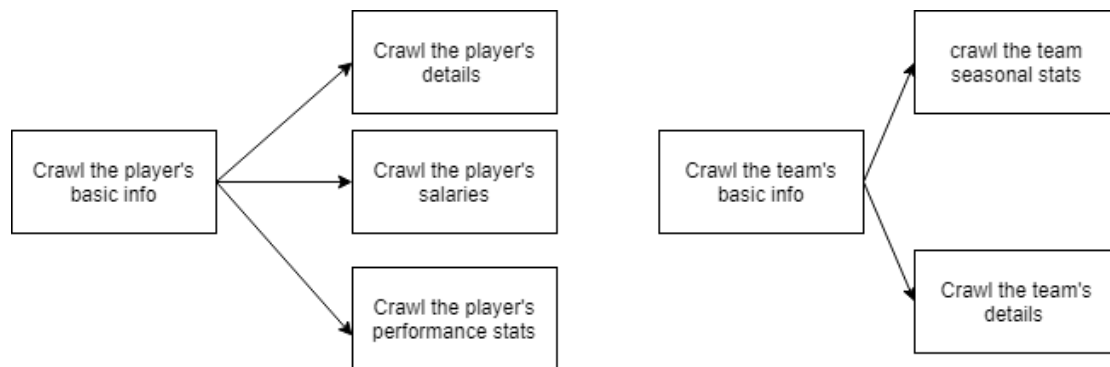 Crawl the player's
basic info
Crawl the player's
details
Crawl the player's
salaries
Crawl the player's
performance stats
Crawl the team's
basic info
crawl the team
seasonal stats
Crawl the team's
details